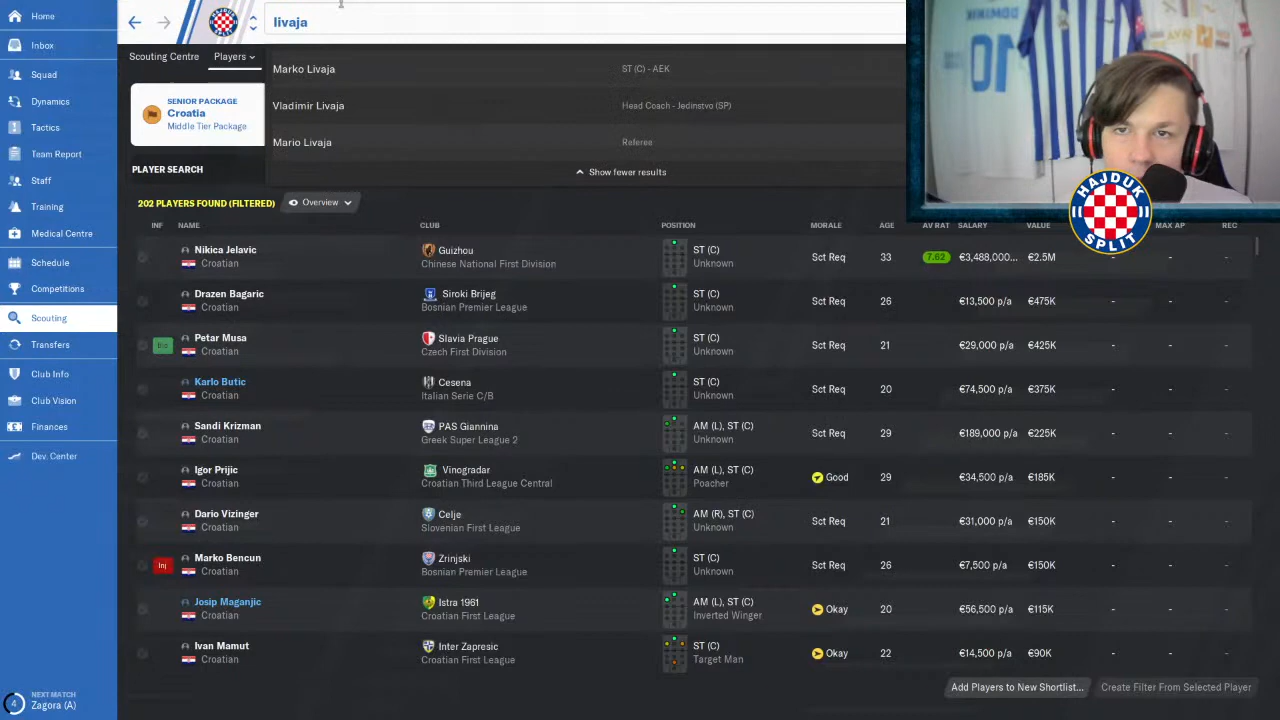 Home
Inbox
Squad
Dynamics
Tactics
Team Report
Staff
Training
Medical Centre
Schedule
Competitions
Scouting
Transfers
Club Info
Club Vision
Finances
Dev. Center
4
NEXT MATCH
Zagora (A)
livaja
Scouting Centre Players
Marko Livaja ST (C) - AEK
Vladimir Livaja Head Coach - Jedinstvo (SP)
Mario Livaja Referee
Show fewer results
SENIOR PACKAGE
Croatia
Middle Tier Package
PLAYER SEARCH
202 PLAYERS FOUND (FILTERED) Overview
INF NAME CLUB POSITION MORALE AGE AV RAT SALARY VALUE MAX AP REC
Nikica Jelavic Guizhou ST (C) Sct Req 33 7.62 €3,488,000... €2.5M - -
Croatian Chinese National First Division Unknown
Drazen Bagaric Siroki Brijeg ST (C) Sct Req 26 €13,500 p/a €475K - -
Croatian Bosnian Premier League Unknown
Petar Musa Slavia Prague ST (C) Sct Req 21 €29,000 p/a €425K - -
Croatian Czech First Division Unknown
Karlo Butic Cesena ST (C) Sct Req 20 €74,500 p/a €375K - -
Croatian Italian Serie C/B Unknown
Sandi Krizman PAS Giannina AM (L), ST (C) Sct Req 29 €189,000 p/a €225K - -
Croatian Greek Super League 2 Unknown
Igor Prijic Vinogradar AM (L), ST (C) Good 29 €34,500 p/a €185K - -
Croatian Croatian Third League Central Poacher
Dario Vizinger Celje AM (R), ST (C) Sct Req 21 €31,000 p/a €150K - -
Croatian Slovenian First League Unknown
Inj Marko Bencun Zrinjski ST (C) Sct Req 26 €7,500 p/a €150K - -
Croatian Bosnian Premier League Unknown
Josip Maganjic Istra 1961 AM (L), ST (C) Okay 20 €56,500 p/a €115K - -
Croatian Croatian First League Inverted Winger
Ivan Mamut Inter Zapresic ST (C) Okay 22 €14,500 p/a €90K - -
Croatian Croatian First League Target Man
Add Players to New Shortlist... Create Filter From Selected Player
DOMINIK
10
HAJDUK
SPLIT